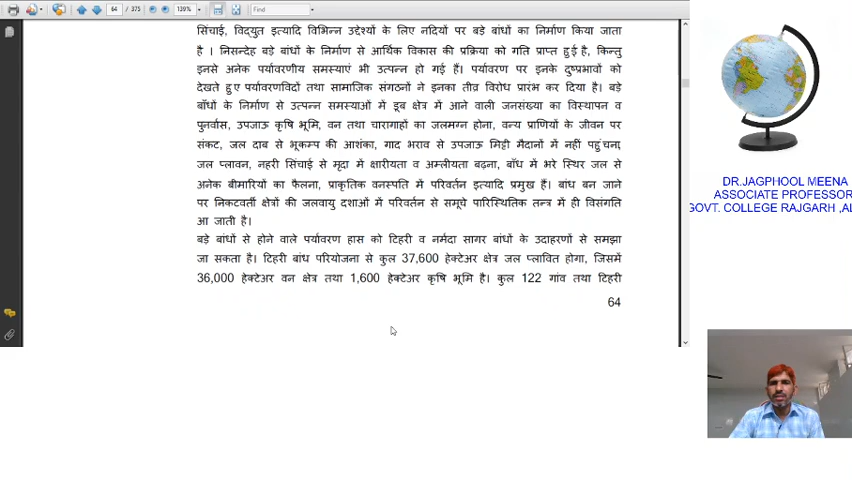 64 / 375 139% Find
सिंचाई, विद्युत इत्यादि विभिन्न उद्देश्यों के लिए नदियों पर बड़े बांधों का निर्माण किया जाता
है । निसन्देह बड़े बांधों के निर्माण से आर्थिक विकास की प्रक्रिया को गति प्राप्त हुई है, किन्तु
इनसे अनेक पर्यावरणीय समस्याएं भी उत्पन्न हो गई हैं। पर्यावरण पर इनके दुष्प्रभावों को
देखते हुए पर्यावरणविदों तथा सामाजिक संगठनों ने इनका तीव्र विरोध प्रारंभ कर दिया है। बड़े
बाँधों के निर्माण से उत्पन्न समस्याओं में डूब क्षेत्र में आने वाली जनसंख्या का विस्थापन व
पुनर्वास, उपजाऊ कृषि भूमि, वन तथा चारागाहों का जलमग्न होना, वन्य प्राणियों के जीवन पर
संकट, जल दाब से भूकम्प की आशंका, गाद भराव से उपजाऊ मिट्टी मैदानों में नहीं पहुंचना,
जल प्लावन, नहरी सिंचाई से मृदा में क्षारीयता व अम्लीयता बढ़ना, बाँध में भरे स्थिर जल से
अनेक बीमारियों का फैलना, प्राकृतिक वनस्पति में परिवर्तन इत्यादि प्रमुख हैं। बांध बन जाने
पर निकटवर्ती क्षेत्रों की जलवायु दशाओं में परिवर्तन से समूचे पारिस्थितिक तन्त्र में ही विसंगति
आ जाती है।
बड़े बांधों से होने वाले पर्यावरण हास को टिहरी व नर्मदा सागर बांधों के उदाहरणों से समझा
जा सकता है। टिहरी बांध परियोजना से कुल 37,600 हेक्टेअर क्षेत्र जल प्लावित होगा, जिसमें
36,000 हेक्टेअर वन क्षेत्र तथा 1,600 हेक्टेअर कृषि भूमि है। कुल 122 गांव तथा टिहरी
64
DR.JAGPHOOL MEENA
ASSOCIATE PROFESSOR
GOVT. COLLEGE RAJGARH ,AL